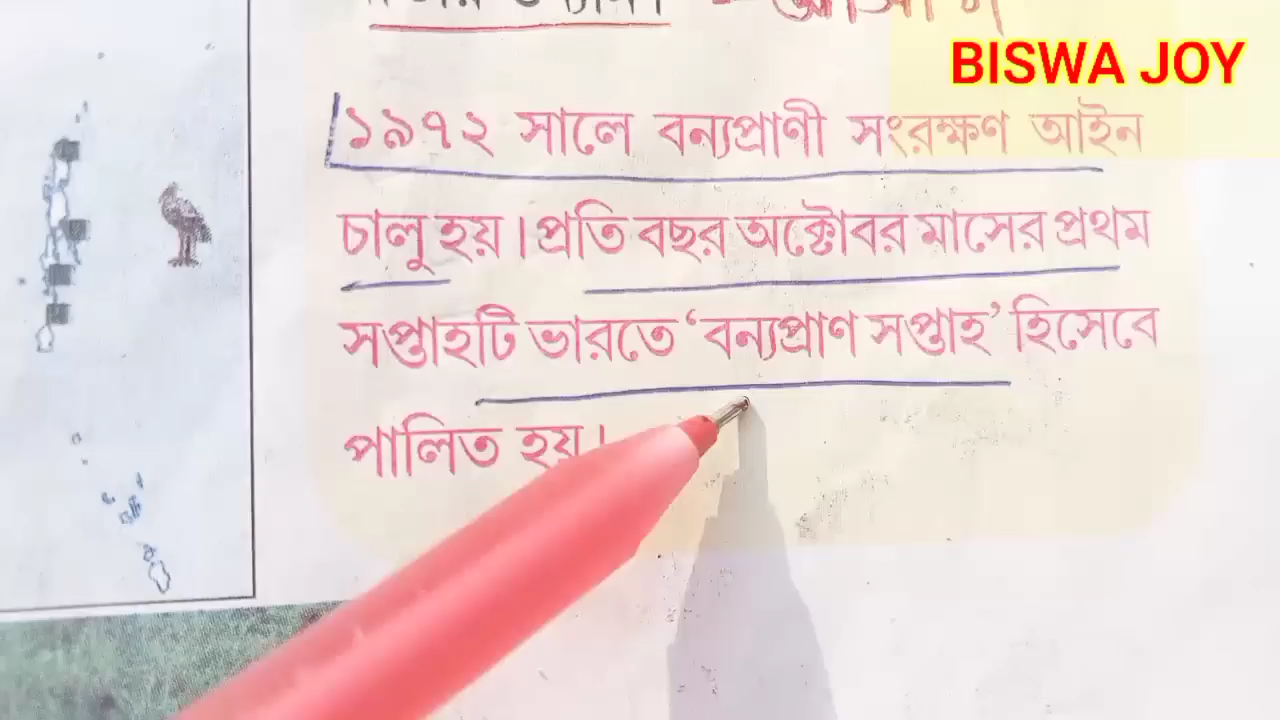 BISWA JOY
১৯৭২ সালে বন্যপ্রাণী সংরক্ষণ আইন
চালু হয়। প্রতি বছর অক্টোবর মাসের প্রথম
সপ্তাহটি ভারতে ‘বন্যপ্রাণ সপ্তাহ’ হিসেবে
পালিত হয়।